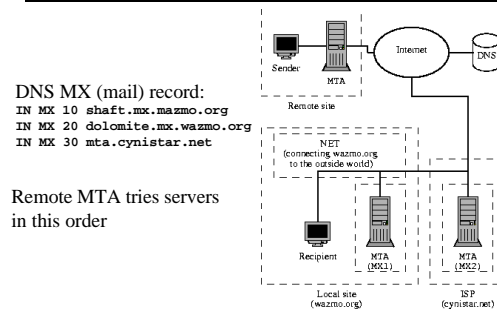 DNS MX (mail) record:
IN MX 10 shaft.mx.mazmo.org
IN MX 20 dolomite.mx.wazmo.org
IN MX 30 mta.cynistar.net
Remote MTA tries servers
in this order
Sender
MTA
Remote site
Internet
DNS
NET
(connecting wazmo.org
to the outside world)
Recipient
MTA
(MX1)
MTA
(MX2)
Local site
(wazmo.org)
ISP
(cynistar.net)